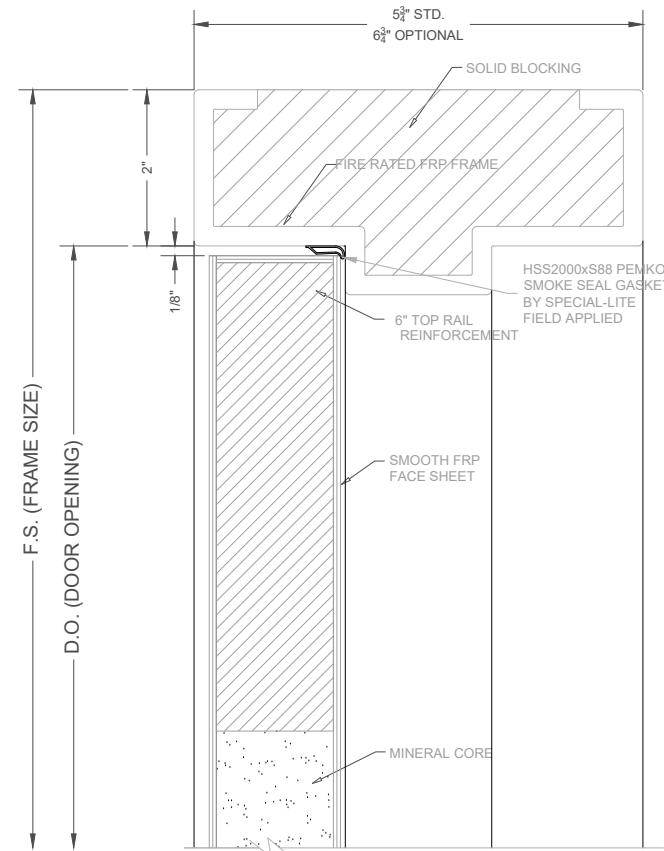 5¾" STD.
6¾" OPTIONAL
SOLID BLOCKING
2"
FIRE RATED FRP FRAME
HSS2000xS88 PEMKO
SMOKE SEAL GASKET
BY SPECIAL-LITE
FIELD APPLIED
1/8"
6" TOP RAIL
REINFORCEMENT
F.S. (FRAME SIZE)
D.O. (DOOR OPENING)
SMOOTH FRP
FACE SHEET
MINERAL CORE